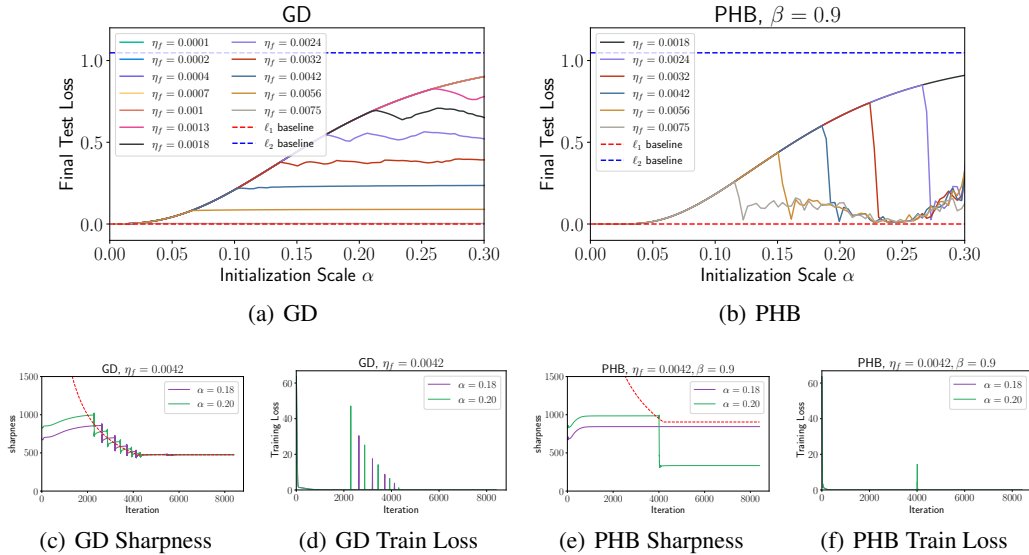 GD
Final Test Loss
1.0
0.5
0.0
η_f = 0.0001
η_f = 0.0002
η_f = 0.0004
η_f = 0.0007
η_f = 0.001
η_f = 0.0013
η_f = 0.0018
η_f = 0.0024
η_f = 0.0032
η_f = 0.0042
η_f = 0.0056
η_f = 0.0075
ℓ₁ baseline
ℓ₂ baseline
0.00 0.05 0.10 0.15 0.20 0.25 0.30
Initialization Scale α
(a) GD
PHB, β = 0.9
Final Test Loss
1.0
0.5
0.0
η_f = 0.0018
η_f = 0.0024
η_f = 0.0032
η_f = 0.0042
η_f = 0.0056
η_f = 0.0075
ℓ₁ baseline
ℓ₂ baseline
0.00 0.05 0.10 0.15 0.20 0.25 0.30
Initialization Scale α
(b) PHB
GD, η_f = 0.0042
sharpness
1500
1000
500
0
α = 0.18
α = 0.20
0 2000 4000 6000 8000
Iteration
(c) GD Sharpness
GD, η_f = 0.0042
Training Loss
60
40
20
0
α = 0.18
α = 0.20
0 2000 4000 6000 8000
Iteration
(d) GD Train Loss
PHB, η_f = 0.0042, β = 0.9
sharpness
1500
1000
500
0
α = 0.18
α = 0.20
0 2000 4000 6000 8000
Iteration
(e) PHB Sharpness
PHB, η_f = 0.0042, β = 0.9
Training Loss
60
40
20
0
α = 0.18
α = 0.20
0 2000 4000 6000 8000
Iteration
(f) PHB Train Loss